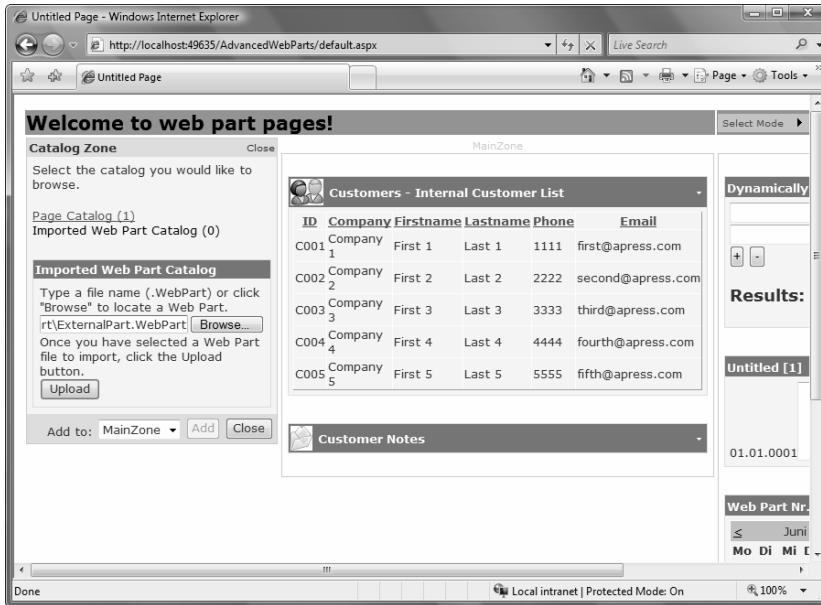 Untitled Page - Windows Internet Explorer
http://localhost:49635/AdvancedWebParts/default.aspx
Live Search
Untitled Page
Page
Tools
Welcome to web part pages!
Select Mode
Catalog Zone
Close
Select the catalog you would like to
browse.
Page Catalog (1)
Imported Web Part Catalog (0)
Imported Web Part Catalog
Type a file name (.WebPart) or click
"Browse" to locate a Web Part.
rt\ExternalPart.WebPart Browse...
Once you have selected a Web Part
file to import, click the Upload
button.
Upload
Add to: MainZone Add Close
MainZone
Customers - Internal Customer List
ID Company Firstname Lastname Phone Email
C001 Company 1 First 1 Last 1 1111 first@apress.com
C002 Company 2 First 2 Last 2 2222 second@apress.com
C003 Company 3 First 3 Last 3 3333 third@apress.com
C004 Company 4 First 4 Last 4 4444 fourth@apress.com
C005 Company 5 First 5 Last 5 5555 fifth@apress.com
Customer Notes
Dynamically
+ -
Results:
Untitled [1]
01.01.0001
Web Part Nr.
< Juni
Mo Di Mi
Done
Local intranet | Protected Mode: On
100%